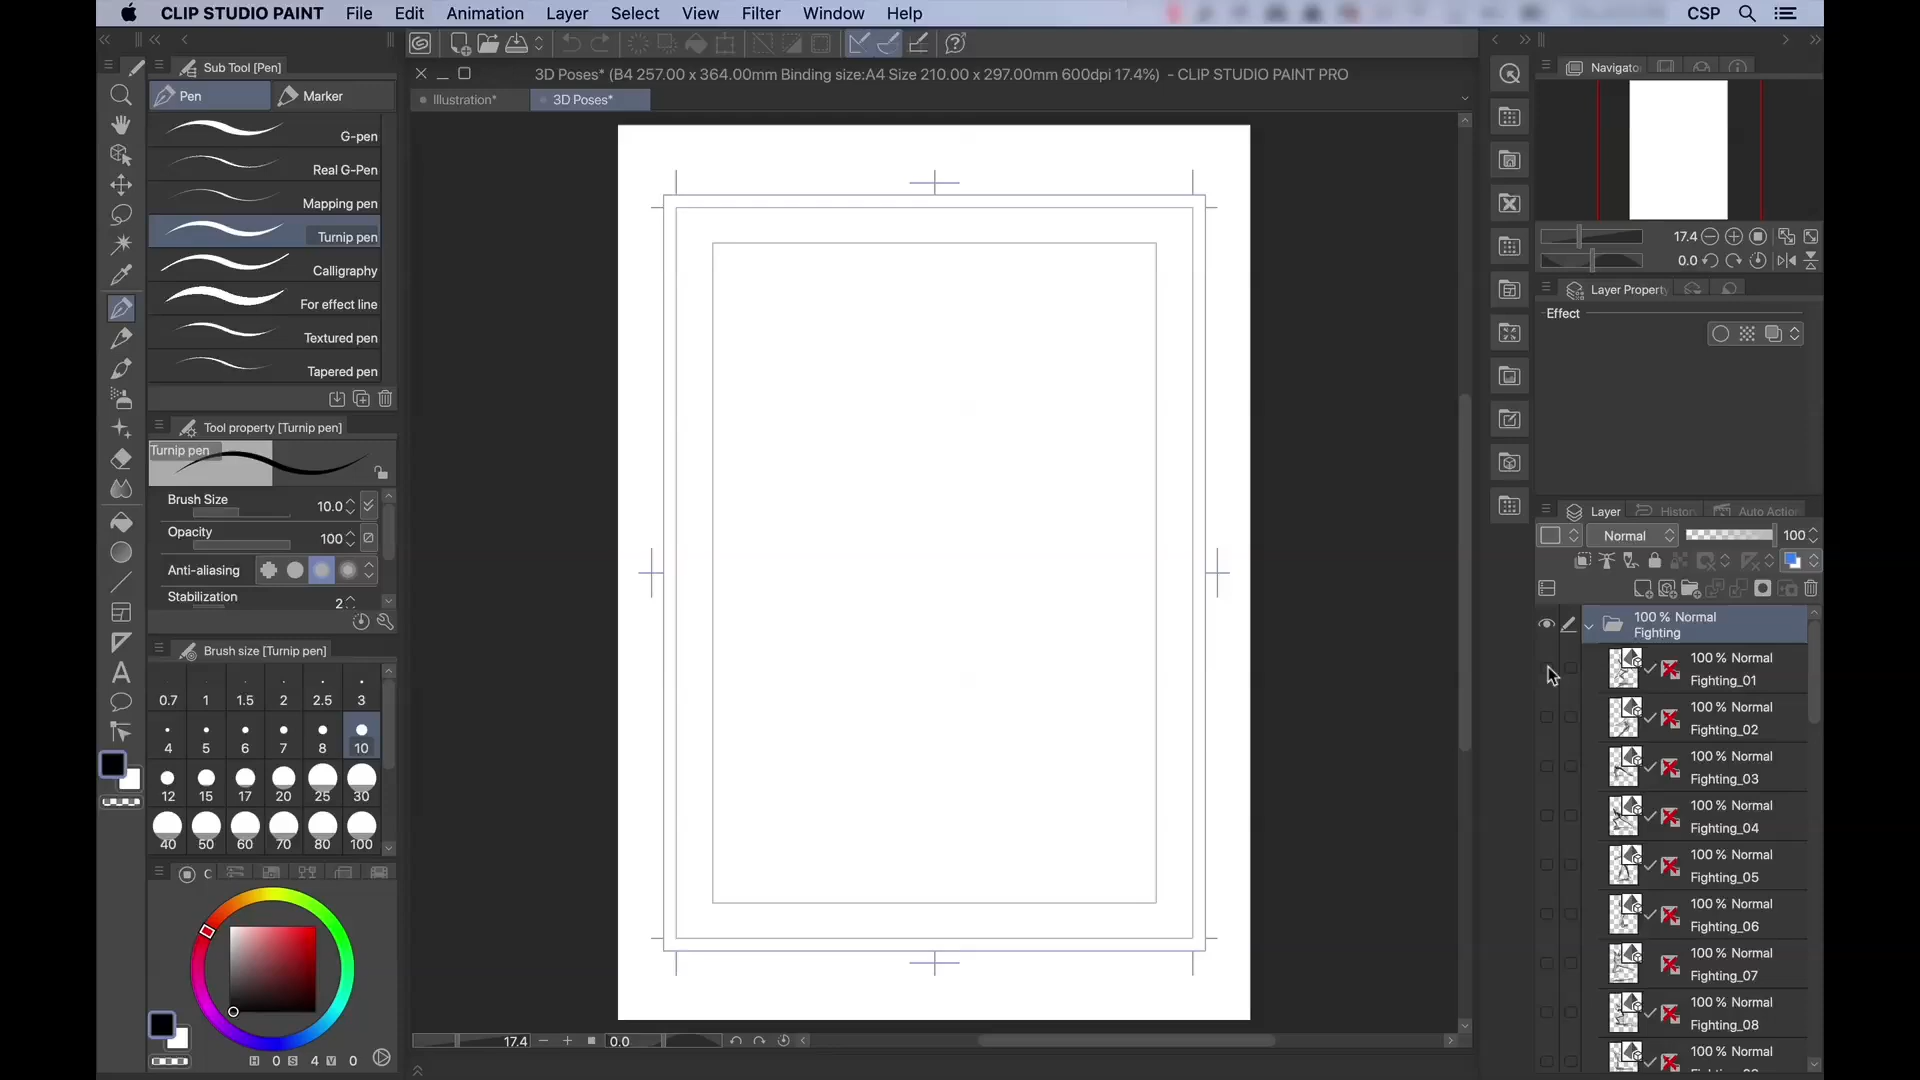 CLIP STUDIO PAINT File Edit Animation Layer Select View Filter Window Help CSP
Sub Tool [Pen]
Pen Marker
G-pen
Real G-Pen
Mapping pen
Turnip pen
Calligraphy
For effect line
Textured pen
Tapered pen
Tool property [Turnip pen]
Turnip pen
Brush Size 10.0
Opacity 100
Anti-aliasing
Stabilization 2
Brush size [Turnip pen]
0.7 1 1.5 2 2.5 3
4 5 6 7 8 10
12 15 17 20 25 30
40 50 60 70 80 100
C
H 0 S 4 V 0
3D Poses* (B4 257.00 x 364.00mm Binding size:A4 Size 210.00 x 297.00mm 600dpi 17.4%) - CLIP STUDIO PAINT PRO
Illustration* 3D Poses*
17.4 0.0
Navigato
17.4
0.0
Layer Property
Effect
Layer Histor Auto Action
Normal 100
100 % Normal
Fighting
100 % Normal
Fighting_01
100 % Normal
Fighting_02
100 % Normal
Fighting_03
100 % Normal
Fighting_04
100 % Normal
Fighting_05
100 % Normal
Fighting_06
100 % Normal
Fighting_07
100 % Normal
Fighting_08
100 % Normal